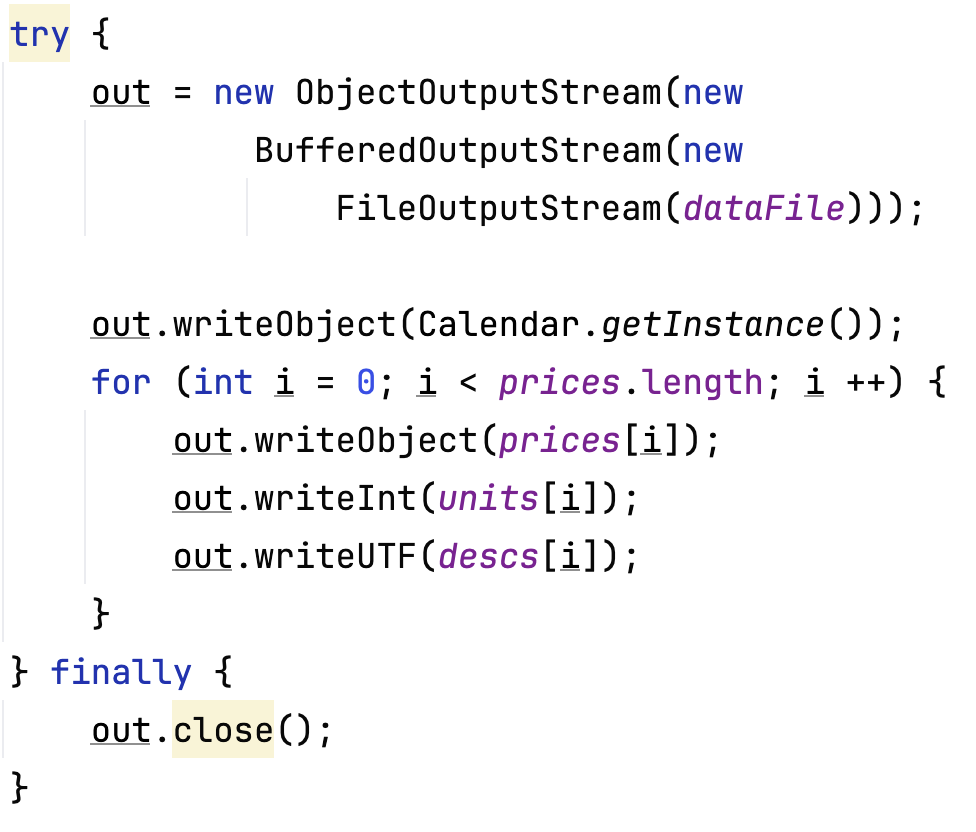 try {
    out = new ObjectOutputStream(new
            BufferedOutputStream(new
                FileOutputStream(dataFile)));

    out.writeObject(Calendar.getInstance());
    for (int i = 0; i < prices.length; i ++) {
        out.writeObject(prices[i]);
        out.writeInt(units[i]);
        out.writeUTF(descs[i]);
    }
} finally {
    out.close();
}